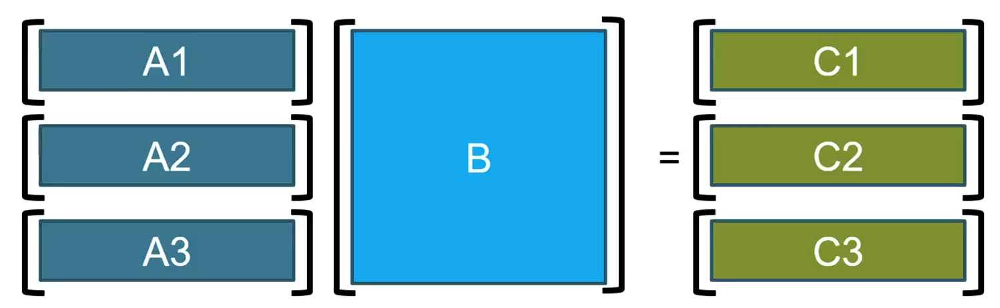 A1
C1
A2
B
=
C2
A3
C3